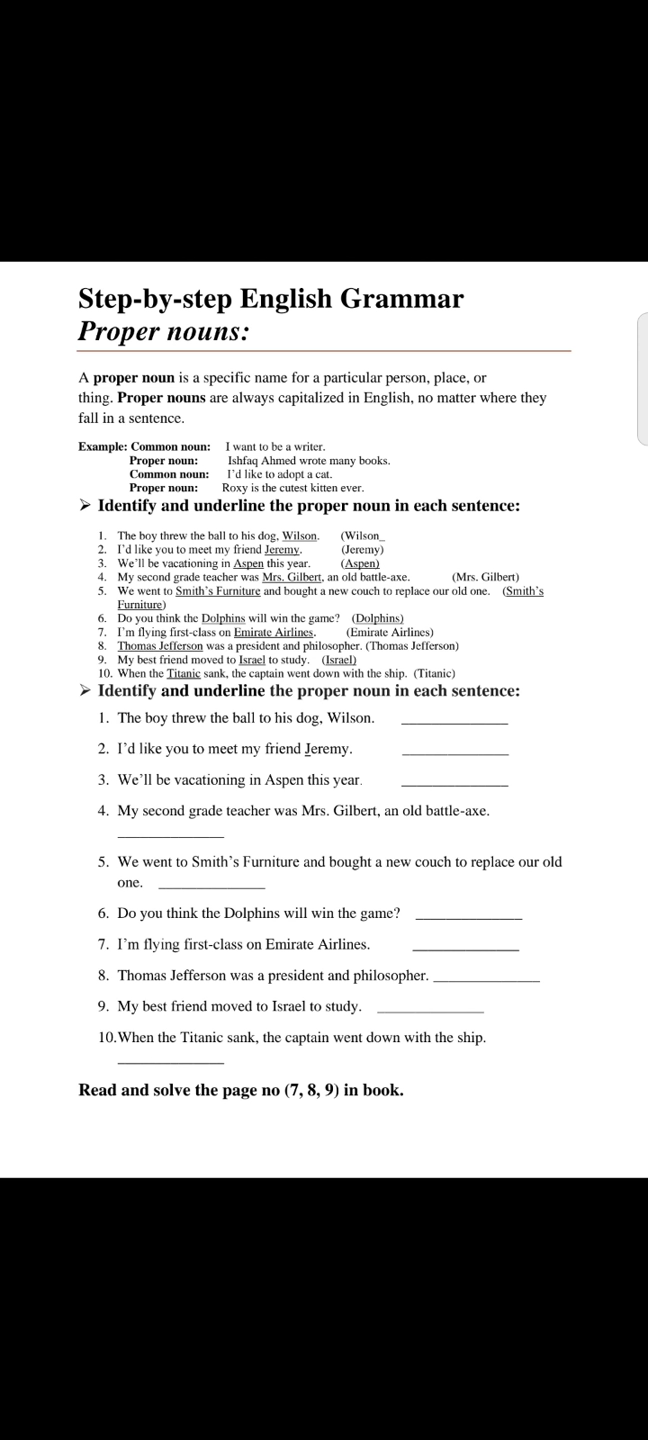 Step-by-step English Grammar
Proper nouns:
A proper noun is a specific name for a particular person, place, or
thing. Proper nouns are always capitalized in English, no matter where they
fall in a sentence.
Example: Common noun: I want to be a writer.
Proper noun: Ishfaq Ahmed wrote many books.
Common noun: I'd like to adopt a cat.
Proper noun: Roxy is the cutest kitten ever.
➢ Identify and underline the proper noun in each sentence:
1. The boy threw the ball to his dog, Wilson. (Wilson_
2. I'd like you to meet my friend Jeremy. (Jeremy)
3. We'll be vacationing in Aspen this year. (Aspen)
4. My second grade teacher was Mrs. Gilbert, an old battle-axe. (Mrs. Gilbert)
5. We went to Smith's Furniture and bought a new couch to replace our old one. (Smith's
Furniture)
6. Do you think the Dolphins will win the game? (Dolphins)
7. I'm flying first-class on Emirate Airlines. (Emirate Airlines)
8. Thomas Jefferson was a president and philosopher. (Thomas Jefferson)
9. My best friend moved to Israel to study. (Israel)
10. When the Titanic sank, the captain went down with the ship. (Titanic)
➢ Identify and underline the proper noun in each sentence:
1. The boy threw the ball to his dog, Wilson. ______________
2. I'd like you to meet my friend Jeremy. ______________
3. We'll be vacationing in Aspen this year. ______________
4. My second grade teacher was Mrs. Gilbert, an old battle-axe.
______________
5. We went to Smith's Furniture and bought a new couch to replace our old
one. ______________
6. Do you think the Dolphins will win the game? ______________
7. I'm flying first-class on Emirate Airlines. ______________
8. Thomas Jefferson was a president and philosopher. ______________
9. My best friend moved to Israel to study. ______________
10.When the Titanic sank, the captain went down with the ship.
______________
Read and solve the page no (7, 8, 9) in book.